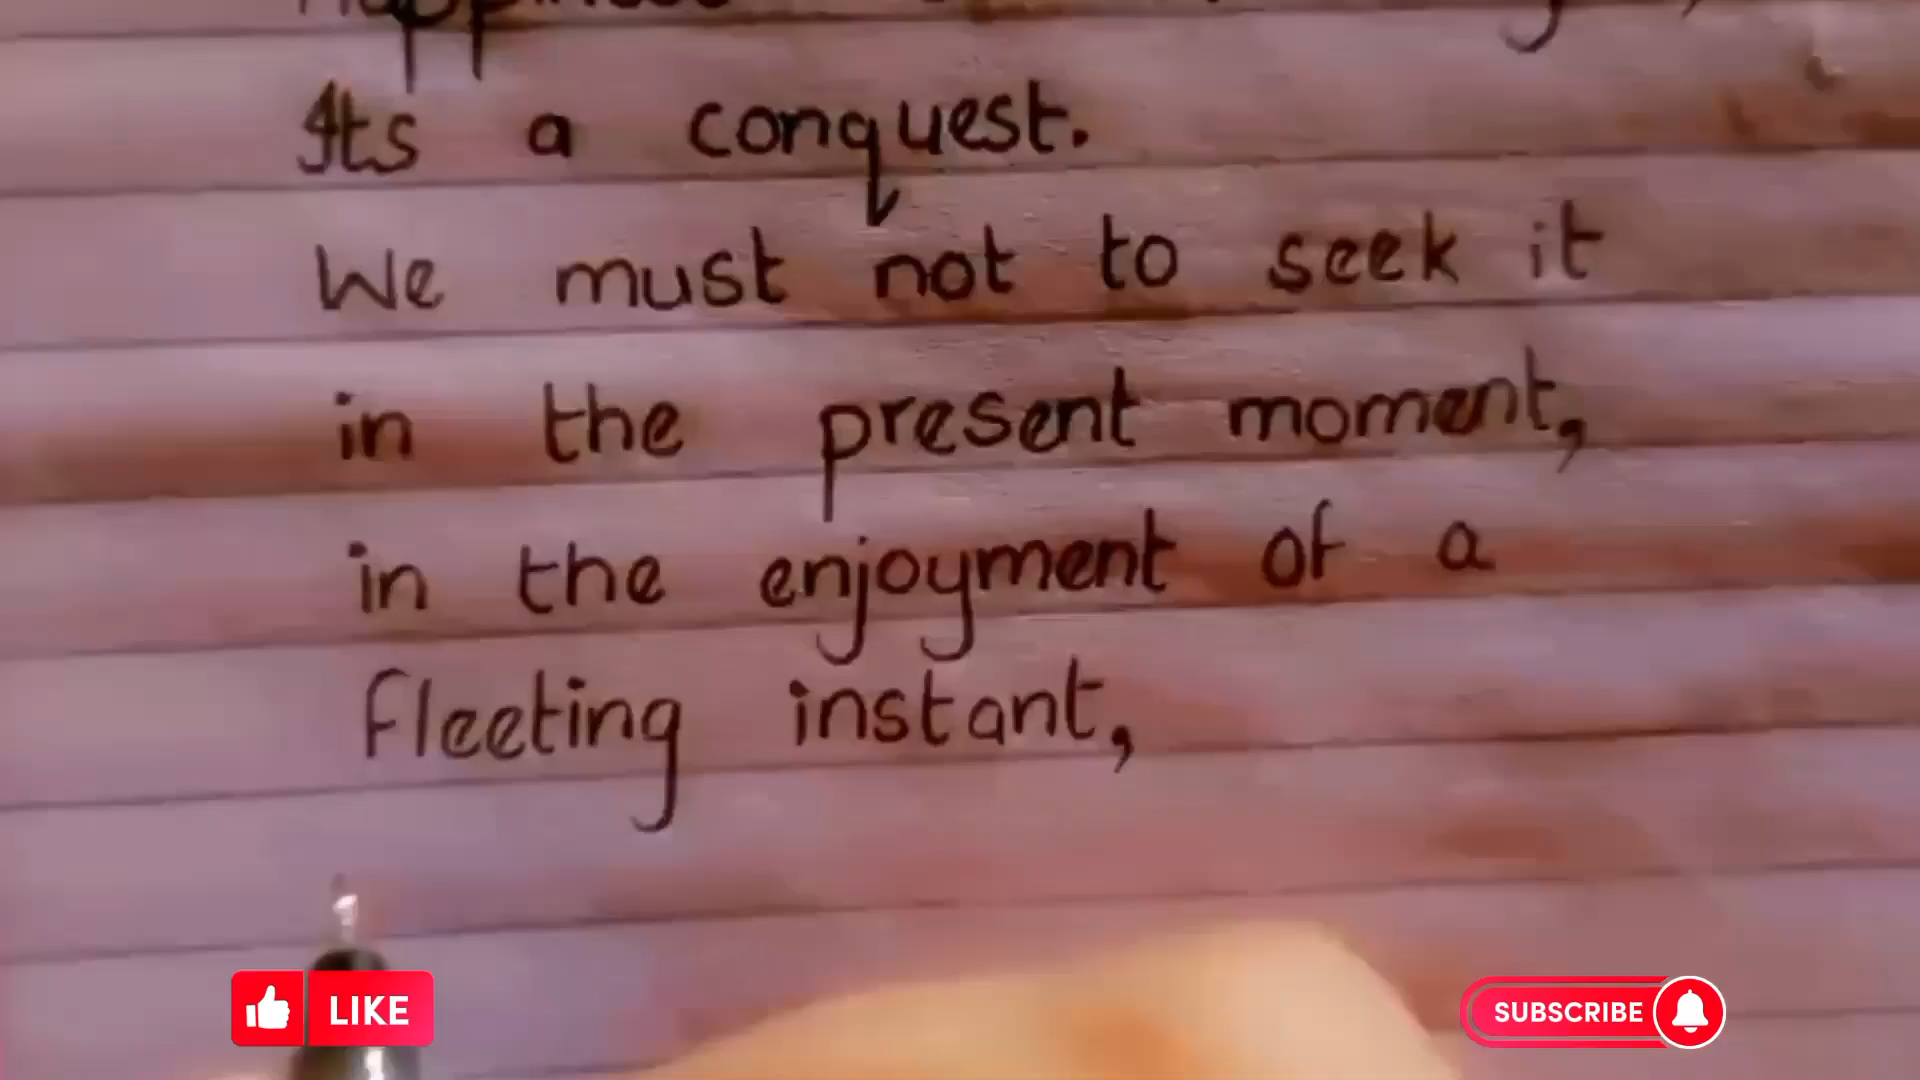 Its a conquest.
We must not to seek it
in the present moment,
in the enjoyment of a
fleeting instant,
LIKE
SUBSCRIBE